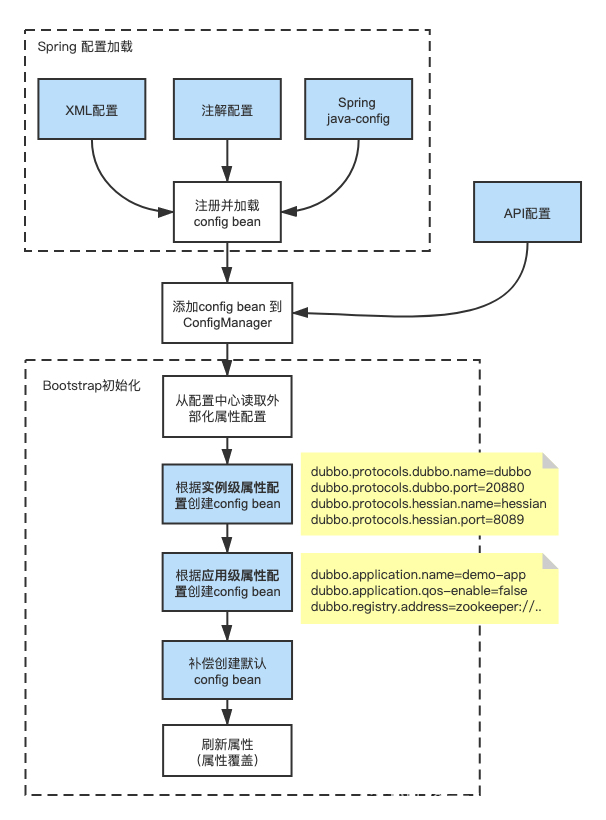 Spring 配置加载
XML配置
注解配置
Spring
java-config
注册并加载
config bean
API配置
添加config bean 到
ConfigManager
Bootstrap初始化
从配置中心读取外
部化属性配置
根据实例级属性配
置创建config bean
dubbo.protocols.dubbo.name=dubbo
dubbo.protocols.dubbo.port=20880
dubbo.protocols.hessian.name=hessian
dubbo.protocols.hessian.port=8089
根据应用级属性配
置创建config bean
dubbo.application.name=demo-app
dubbo.application.qos-enable=false
dubbo.registry.address=zookeeper://..
补偿创建默认
config bean
刷新属性
(属性覆盖)